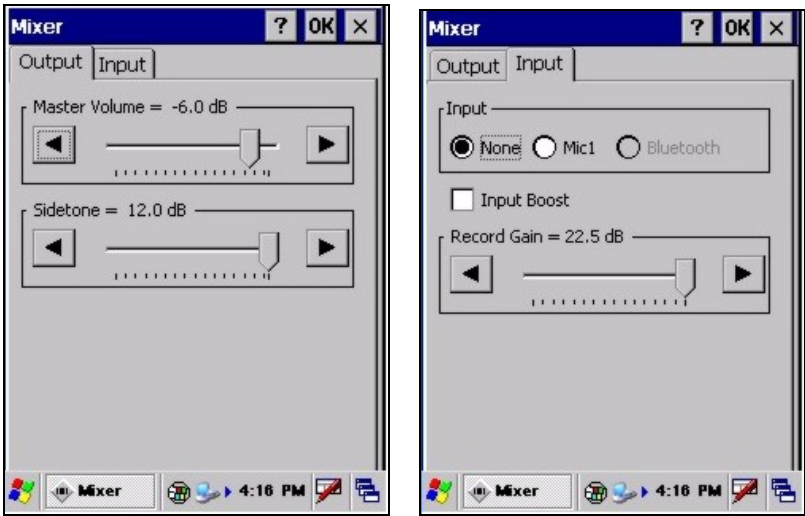 Mixer ? OK ×
Output Input
Master Volume = -6.0 dB
Sidetone = 12.0 dB
Mixer 4:16 PM
Mixer ? OK ×
Output Input
Input
None Mic1 Bluetooth
Input Boost
Record Gain = 22.5 dB
Mixer 4:16 PM